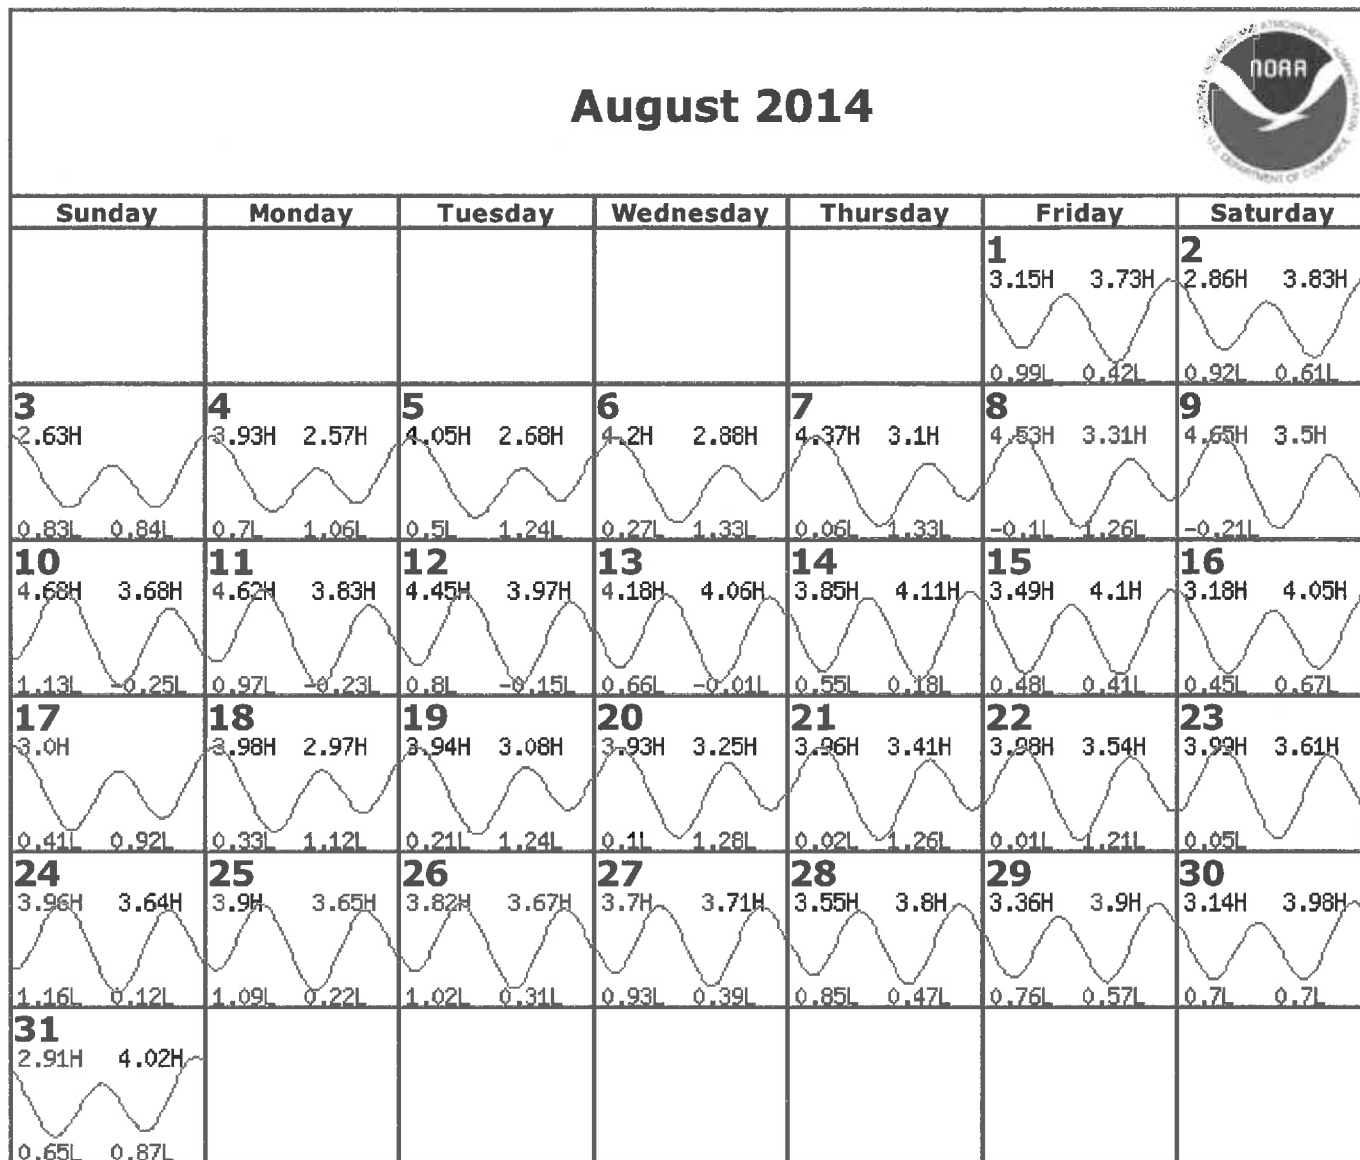 August 2014
NOAA
Sunday Monday Tuesday Wednesday Thursday Friday Saturday
1 2
3.15H 3.73H 2.86H 3.83H
0.99L 0.42L 0.92L 0.61L
3 4 5 6 7 8 9
2.63H 3.93H 2.57H 4.05H 2.68H 4.2H 2.88H 4.37H 3.1H 4.53H 3.31H 4.65H 3.5H
0.83L 0.84L 0.7L 1.06L 0.5L 1.24L 0.27L 1.33L 0.06L 1.33L -0.1L 1.26L -0.21L
10 11 12 13 14 15 16
4.68H 3.68H 4.62H 3.83H 4.45H 3.97H 4.18H 4.06H 3.85H 4.11H 3.49H 4.1H 3.18H 4.05H
1.13L -0.25L 0.97L -0.23L 0.8L -0.15L 0.66L -0.01L 0.55L 0.18L 0.48L 0.41L 0.45L 0.67L
17 18 19 20 21 22 23
3.0H 3.98H 2.97H 3.94H 3.08H 3.93H 3.25H 3.96H 3.41H 3.98H 3.54H 3.99H 3.61H
0.41L 0.92L 0.33L 1.12L 0.21L 1.24L 0.1L 1.28L 0.02L 1.26L 0.01L 1.21L 0.05L
24 25 26 27 28 29 30
3.96H 3.64H 3.9H 3.65H 3.82H 3.67H 3.7H 3.71H 3.55H 3.8H 3.36H 3.9H 3.14H 3.98H
1.16L 0.12L 1.09L 0.22L 1.02L 0.31L 0.93L 0.39L 0.85L 0.47L 0.76L 0.57L 0.7L 0.7L
31
2.91H 4.02H
0.65L 0.87L